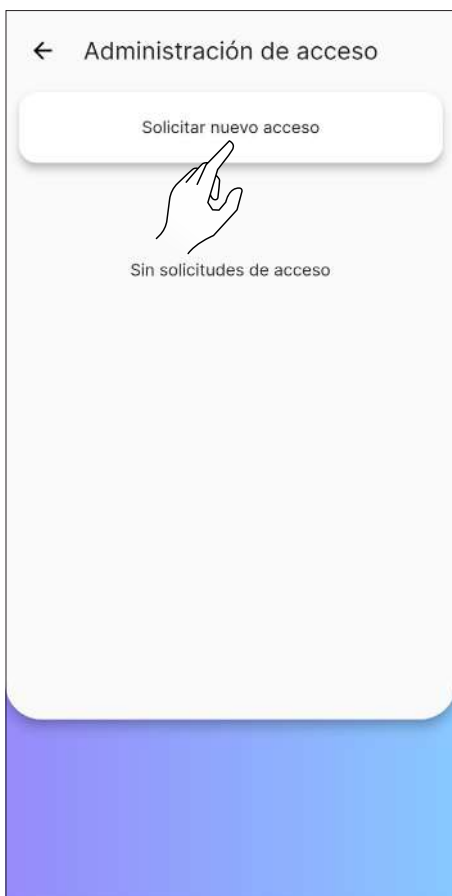 Administración de acceso
Solicitar nuevo acceso
Sin solicitudes de acceso